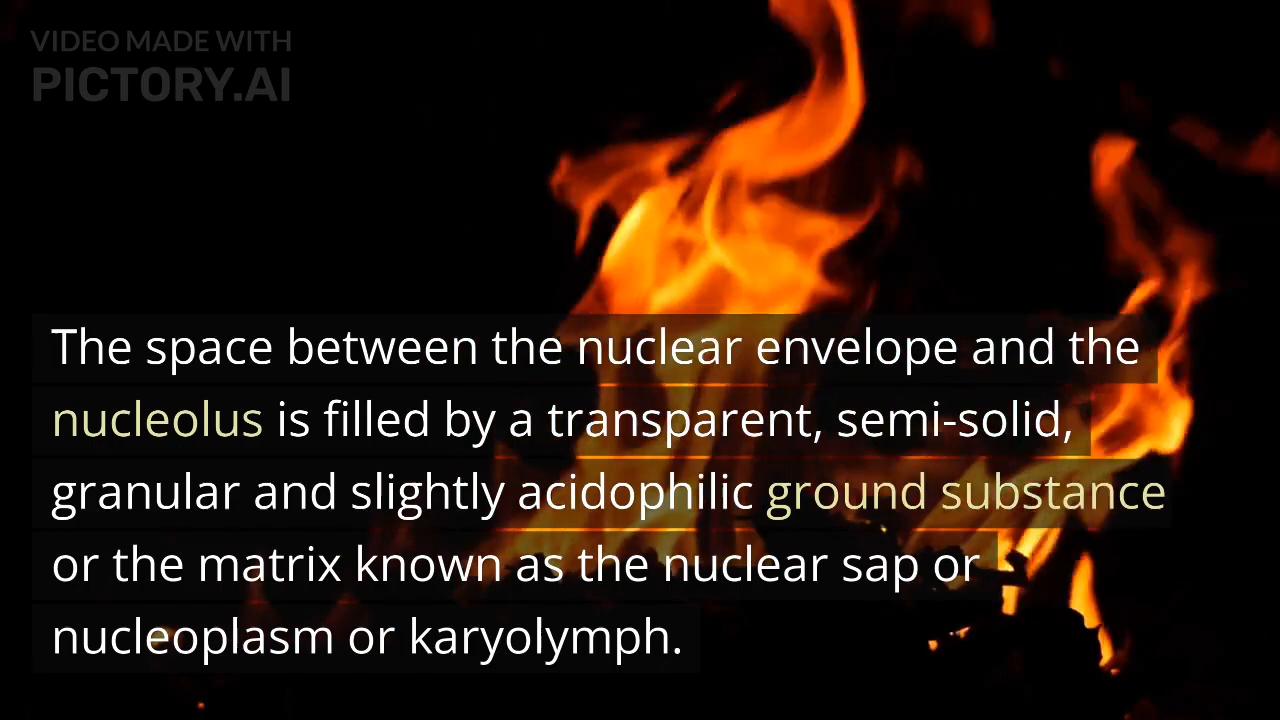 VIDEO MADE WITH
PICTORY.AI
The space between the nuclear envelope and the
nucleolus is filled by a transparent, semi-solid,
granular and slightly acidophilic ground substance
or the matrix known as the nuclear sap or
nucleoplasm or karyolymph.